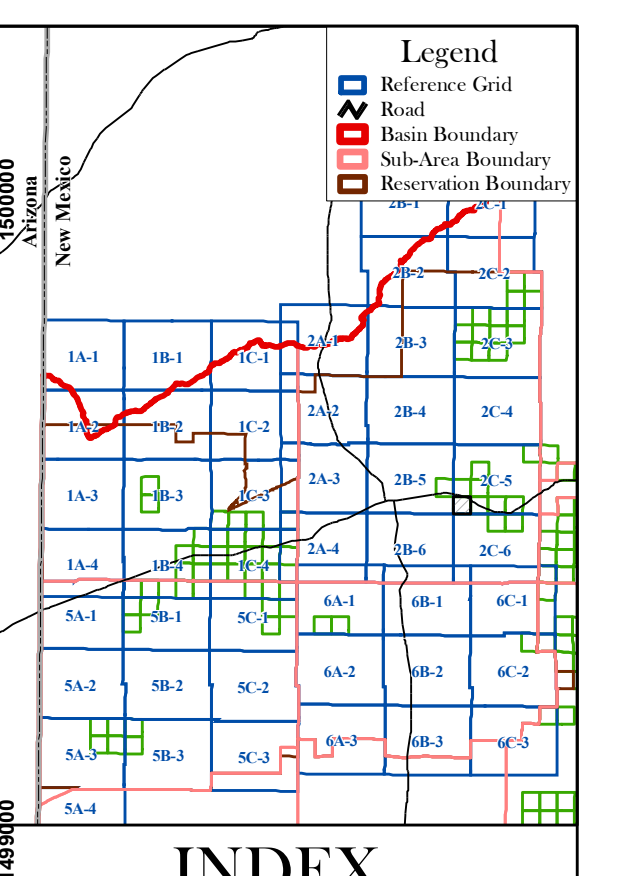 Legend
Reference Grid
Road
Basin Boundary
Sub-Area Boundary
Reservation Boundary
1500000
Arizona
New Mexico
2B-1 2C-1
2B-2 2C-2
2A-1 2B-3 2C-3
1A-1 1B-1 1C-1
2A-2 2B-4 2C-4
1A-2 1B-2 1C-2
2A-3 2B-5 2C-5
1A-3 1B-3 1C-3
2A-4 2B-6 2C-6
1A-4 1B-4 1C-4
6A-1 6B-1 6C-1
5A-1 5B-1 5C-1
6A-2 6B-2 6C-2
5A-2 5B-2 5C-2
6A-3 6B-3 6C-3
5A-3 5B-3 5C-3
5A-4
1499000
INDEX